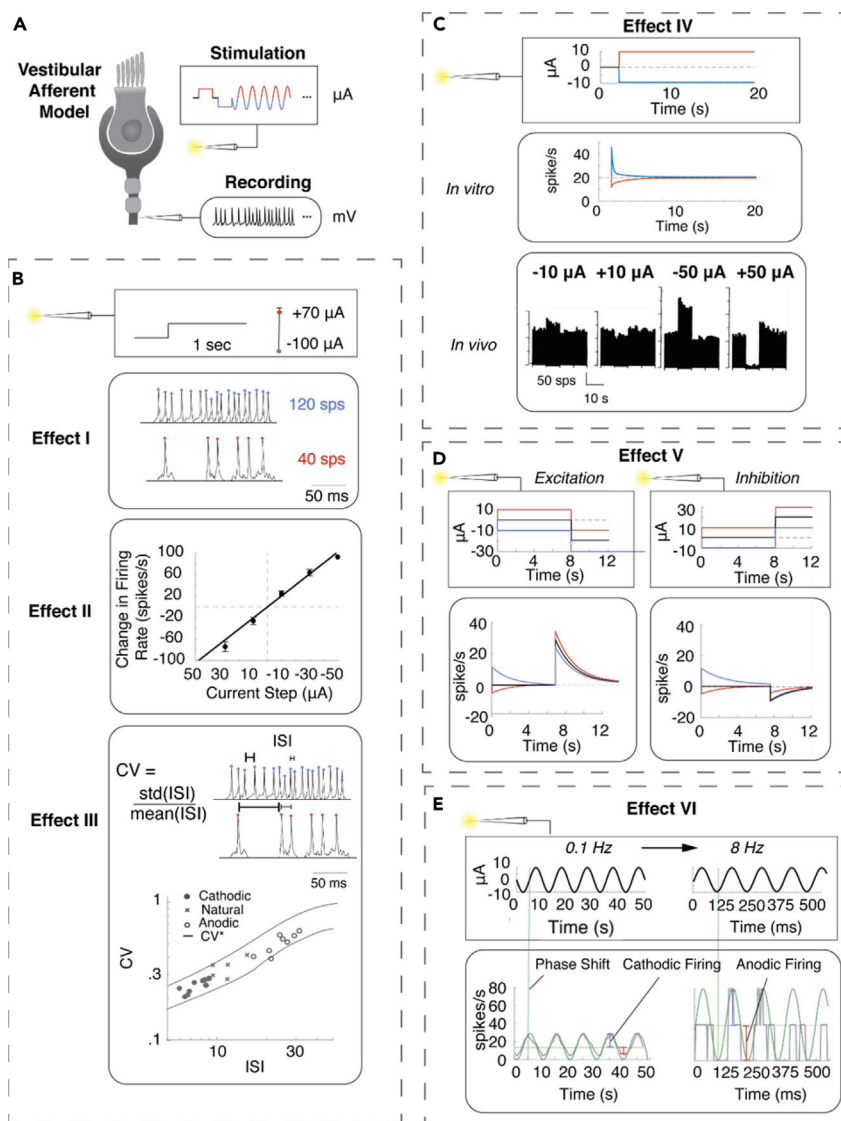 A
Vestibular
Afferent
Model
Stimulation
...
µA
Recording
...
mV
B
+70 µA
-100 µA
1 sec
Effect I
120 sps
40 sps
50 ms
Effect II
Change in Firing
Rate (spikes/s)
100
60
20
-20
-60
-100
50 30 10 -10 -30 -50
Current Step (µA)
Effect III
ISI
CV =
std(ISI)
mean(ISI)
50 ms
CV
1
.3
.1
Cathodic
Natural
Anodic
CV*
10 30
ISI
C
Effect IV
µA
10
0
-10
0 10 20
Time (s)
In vitro
spike/s
40
20
0
0 10 20
Time (s)
In vivo
-10 µA +10 µA -50 µA +50 µA
50 sps
10 s
D
Effect V
Excitation
µA
10
-10
-30
0 4 8 12
Time (s)
Inhibition
µA
30
10
-10
0 4 8 12
Time (s)
spike/s
40
20
0
-20
0 4 8 12
Time (s)
spike/s
40
20
0
-20
0 4 8 12
Time (s)
E
Effect VI
0.1 Hz 8 Hz
µA
10
0
-10
0 10 20 30 40 50
Time (s)
0 125 250 375 500
Time (ms)
Phase Shift Cathodic Firing Anodic Firing
spikes/s
80
60
40
20
0
0 10 20 30 40 50
Time (s)
0 125 250 375 500
Time (ms)